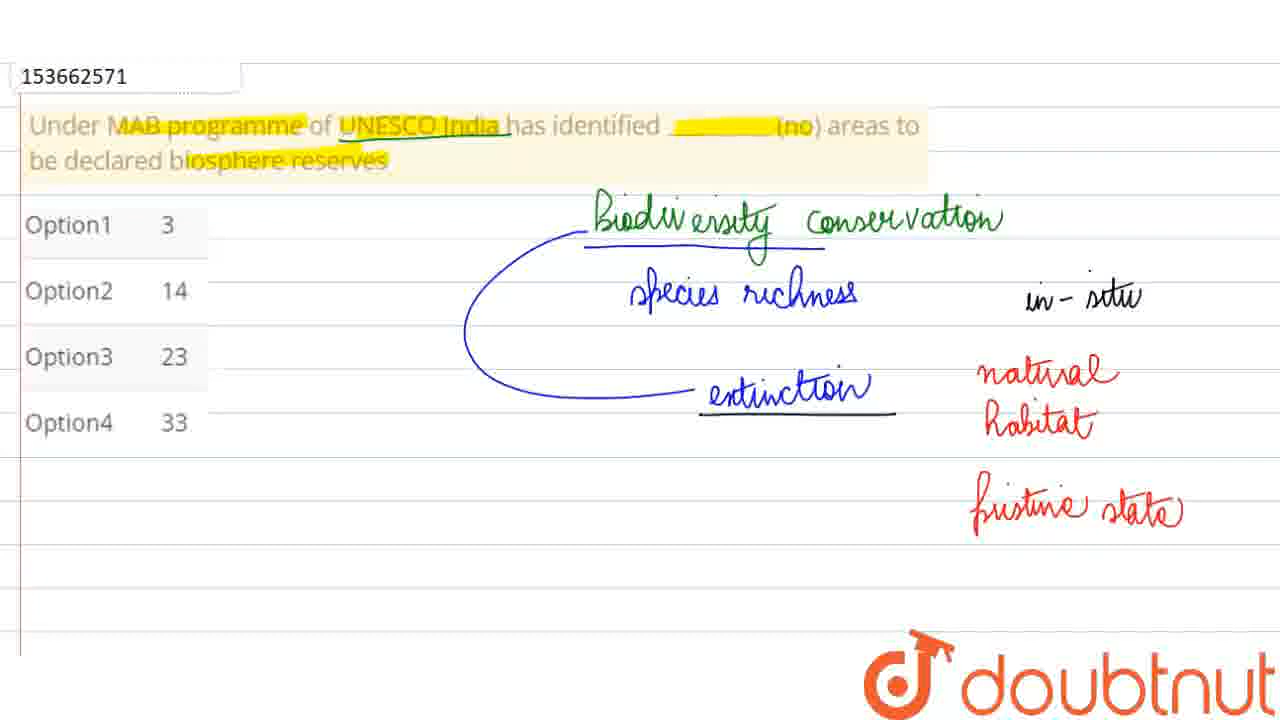 153662571
Under MAB programme of UNESCO India has identified ________(no) areas to
be declared biosphere reserves
Option1 3
Option2 14
Option3 23
Option4 33
Biodiversity conservation
species richness
in-situ
extinction
natural
habitat
pristine state
doubtnut